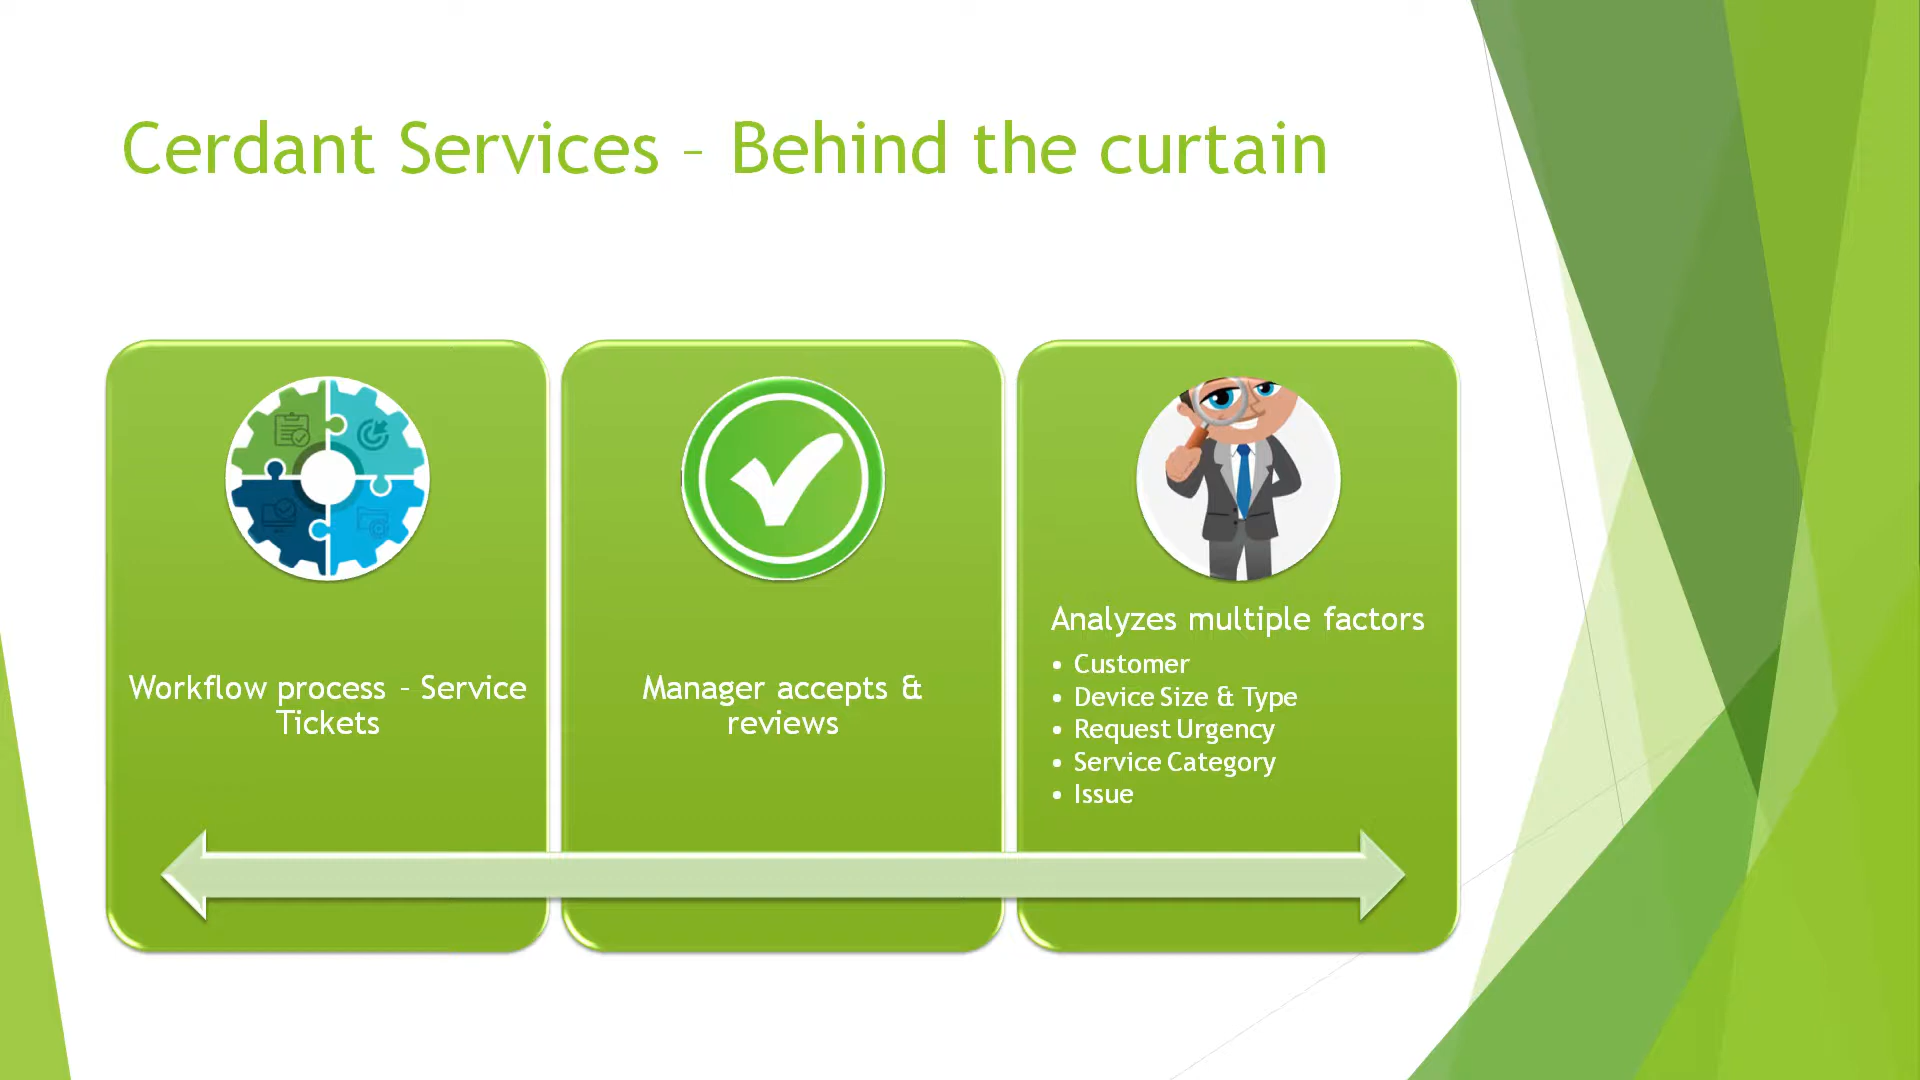 Cerdant Services – Behind the curtain
Workflow process – Service
Tickets
Manager accepts &
reviews
Analyzes multiple factors
• Customer
• Device Size & Type
• Request Urgency
• Service Category
• Issue